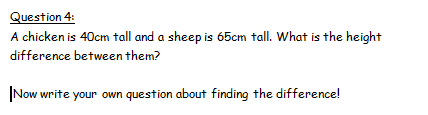 Question 4:
A chicken is 40cm tall and a sheep is 65cm tall. What is the height
difference between them?
Now write your own question about finding the difference!